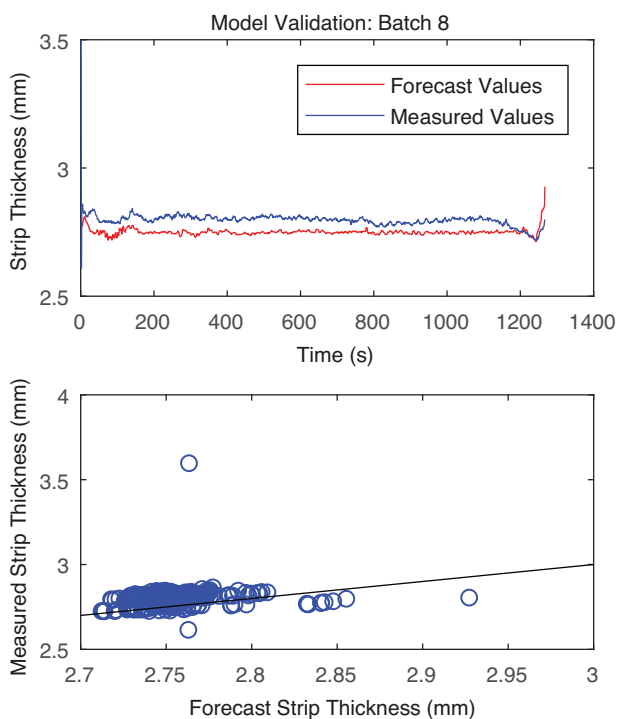 Model Validation: Batch 8
3.5
3
2.5
Strip Thickness (mm)
Forecast Values
Measured Values
0 200 400 600 800 1000 1200 1400
Time (s)
4
3.5
3
2.5
Measured Strip Thickness (mm)
2.7 2.75 2.8 2.85 2.9 2.95 3
Forecast Strip Thickness (mm)